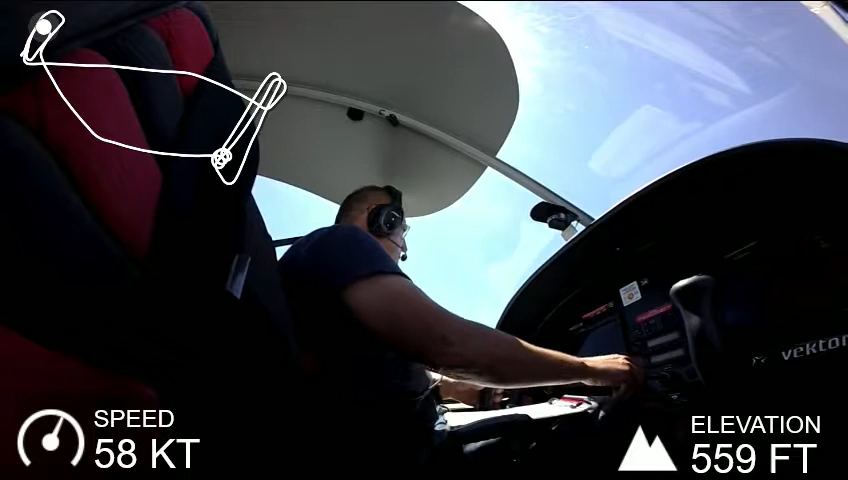 vektor
SPEED
58 KT
ELEVATION
559 FT